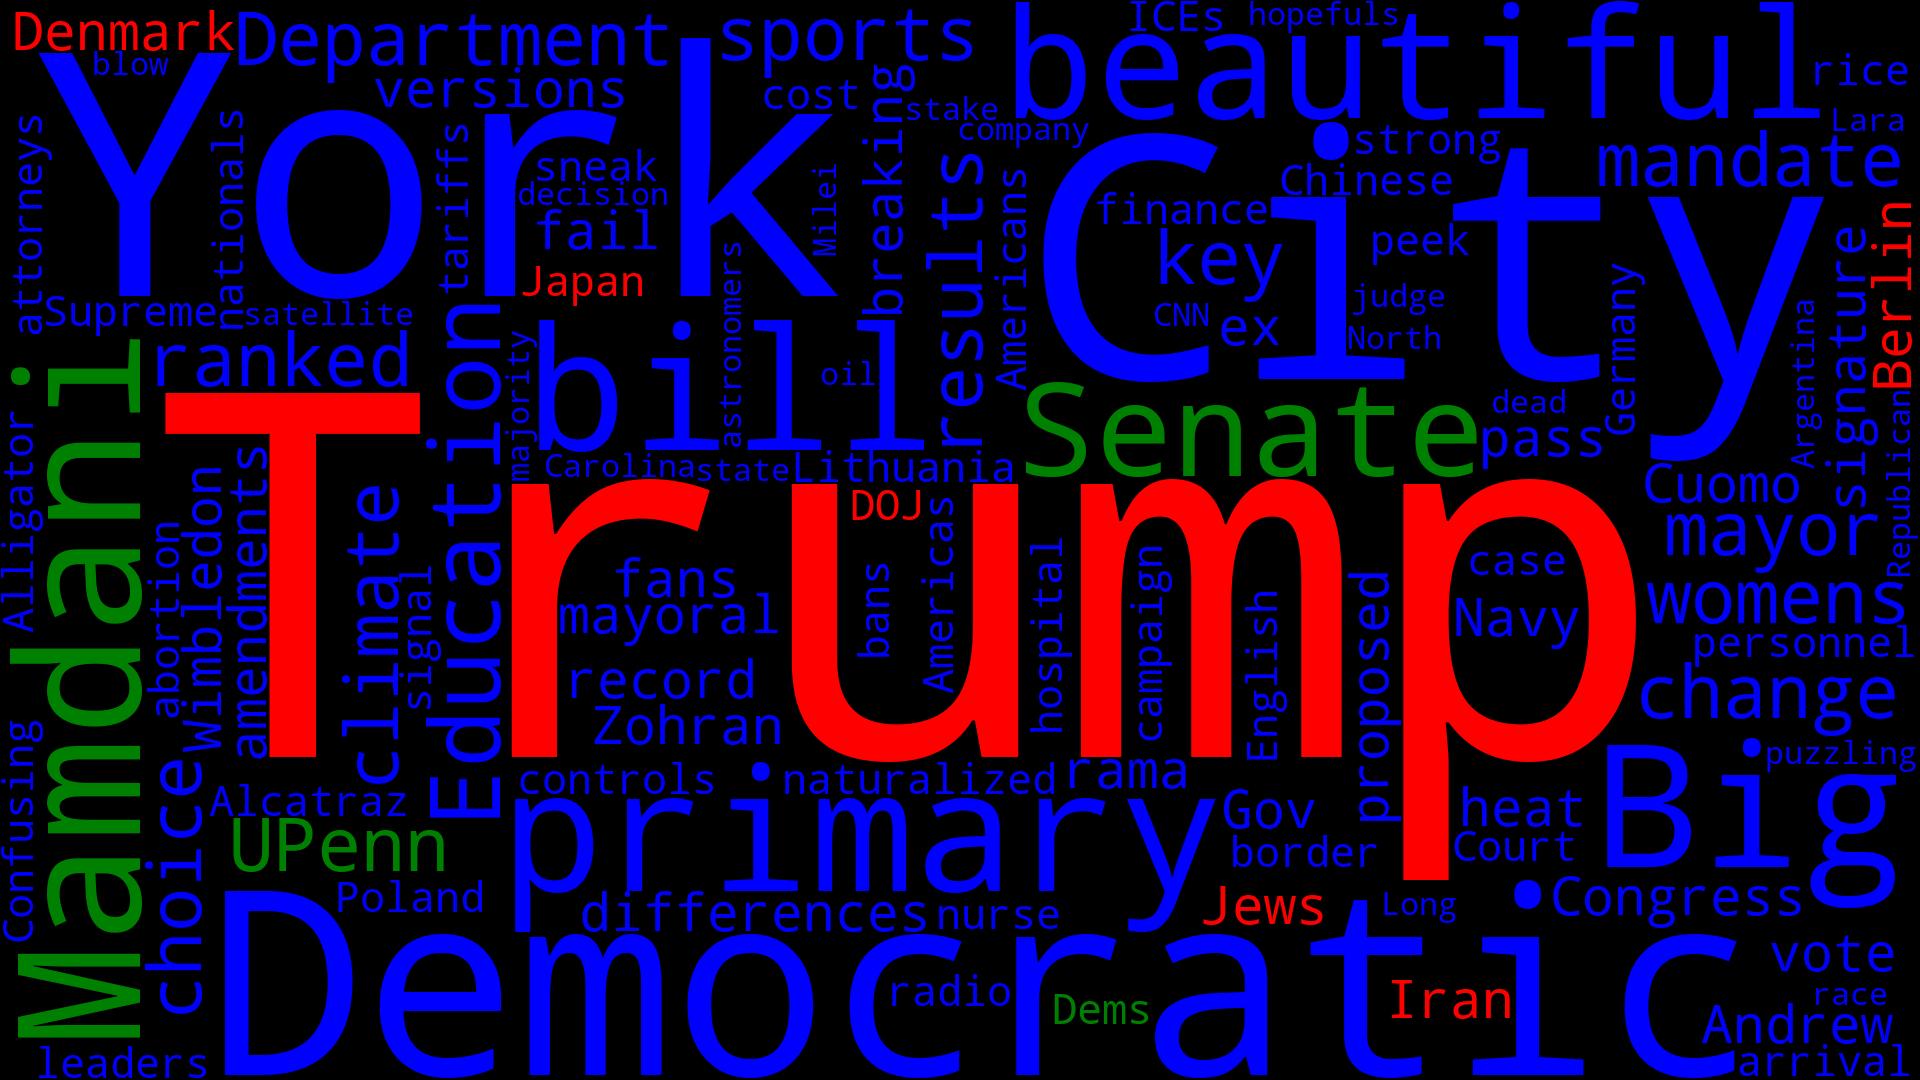 Denmark
blow
Department
versions
sports
cost
ICEs
hopefuls
beautiful
rice
York
attorneys
nationals
tariffs
sneak
decision
fail
Japan
Milei
breaking
stake
company
results
Americans
City
strong
Chinese
finance
key
peek
CNN
ex
judge
North
Germany
Lara
mandate
Berlin
signature
Argentina
Supreme
satellite
astronomers
ranked
majority
bill
oil
Senate
dead
pass
Republican
Carolina
state
Lithuania
Mamdani
Alligator
Trump
Education
DOJ
Cuomo
mayor
abortion
Wimbledon
amendments
climate
signal
fans
mayoral
bans
Americas
hospital
campaign
English
proposed
case
Navy
womens
personnel
record
Zohran
change
Confusing
choice
Alcatraz
UPenn
controls
naturalized
rama
primary
Gov
border
heat
Court
Big
puzzling
Poland
differences
nurse
Jews
Long
Congress
Democratic
radio
Dems
Iran
vote
race
Andrew
leaders
arrival